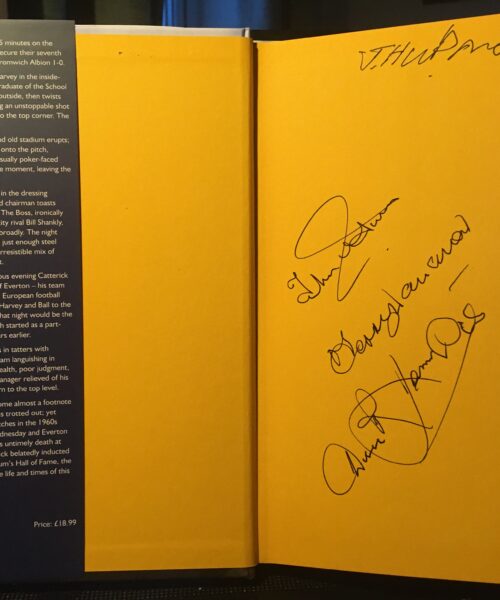 5 minutes on the
ecure their seventh
romwich Albion 1-0.
arvey in the inside-
raduate of the School
outside, then twists
g an unstoppable shot
o the top corner. The
nd old stadium erupts;
onto the pitch,
sually poker-faced
e moment, leaving the
in the dressing
d chairman toasts
The Boss, ironically
ity rival Bill Shankly,
broadly. The night
just enough steel
irresistible mix of
t.
ous evening Catterick
f Everton – his team
European football
Harvey and Ball to the
hat night would be the
h started as a part-
rs earlier.
s in tatters with
am languishing in
ealth, poor judgment,
anager relieved of his
m to the top level.
ome almost a footnote
s trotted out; yet
tches in the 1960s
dnesday and Everton
s untimely death at
ck belatedly inducted
um's Hall of Fame, the
e life and times of this
Price: £18.99